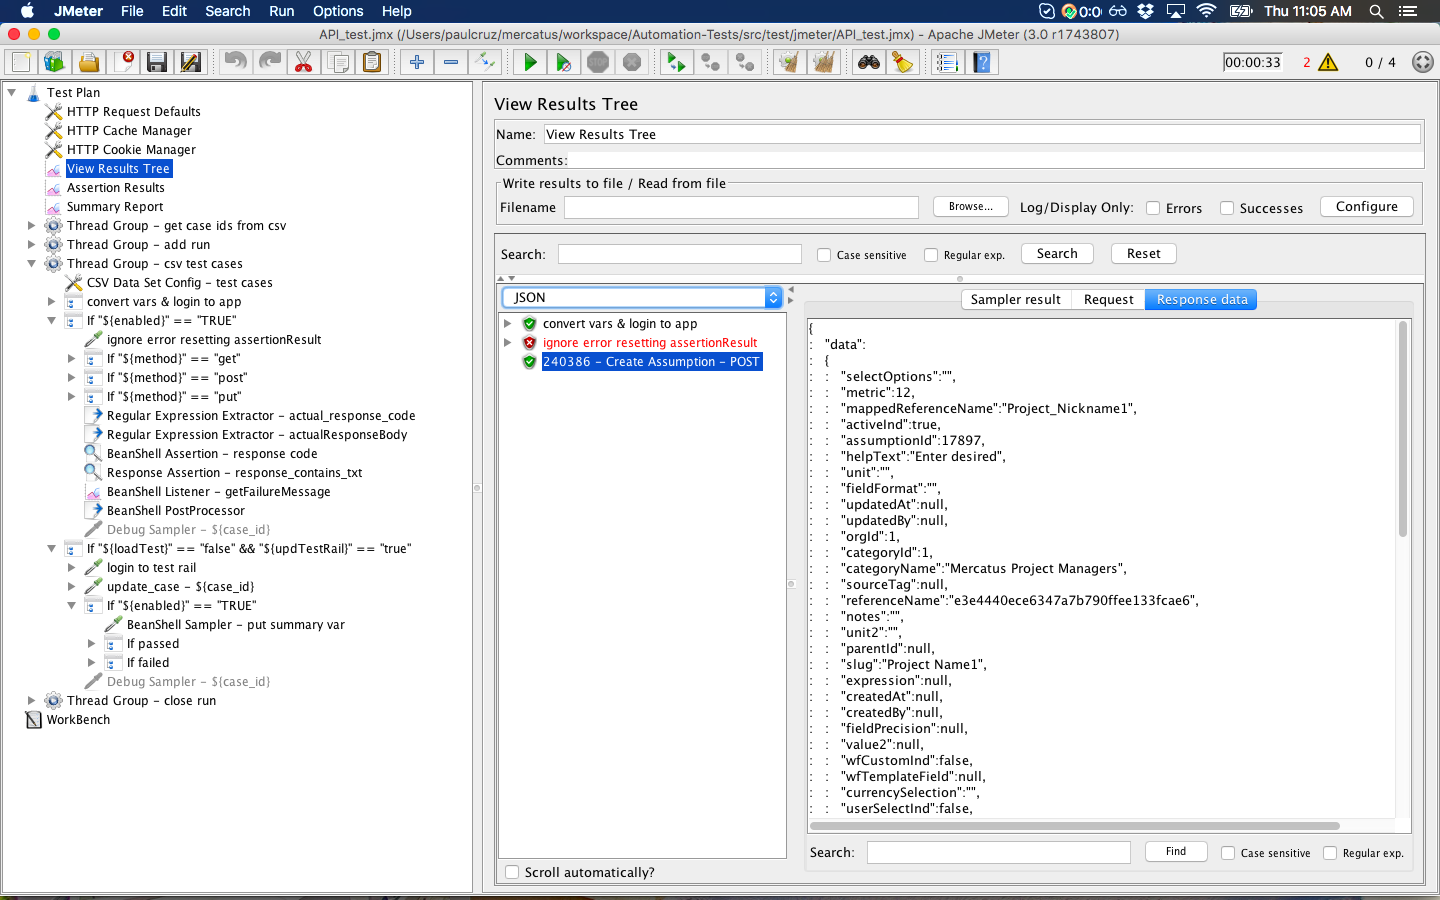 JMeter File Edit Search Run Options Help
0:0 Thu 11:05 AM
API_test.jmx (/Users/paulcruz/mercatus/workspace/Automation-Tests/src/test/jmeter/API_test.jmx) - Apache JMeter (3.0 r1743807)
00:00:33 2 0 / 4
Test Plan
HTTP Request Defaults
HTTP Cache Manager
HTTP Cookie Manager
View Results Tree
Assertion Results
Summary Report
Thread Group - get case ids from csv
Thread Group - add run
Thread Group - csv test cases
CSV Data Set Config - test cases
convert vars & login to app
If "${enabled}" == "TRUE"
ignore error resetting assertionResult
If "${method}" == "get"
If "${method}" == "post"
If "${method}" == "put"
Regular Expression Extractor - actual_response_code
Regular Expression Extractor - actualResponseBody
BeanShell Assertion - response code
Response Assertion - response_contains_txt
BeanShell Listener - getFailureMessage
BeanShell PostProcessor
Debug Sampler - ${case_id}
If "${loadTest}" == "false" && "${updTestRail}" == "true"
login to test rail
update_case - ${case_id}
If "${enabled}" == "TRUE"
BeanShell Sampler - put summary var
If passed
If failed
Debug Sampler - ${case_id}
Thread Group - close run
WorkBench
View Results Tree
Name: View Results Tree
Comments:
Write results to file / Read from file
Filename Browse... Log/Display Only: Errors Successes Configure
Search: Case sensitive Regular exp. Search Reset
JSON
convert vars & login to app
ignore error resetting assertionResult
240386 - Create Assumption - POST
Scroll automatically?
Sampler result Request Response data
{
: "data":
: {
: : "selectOptions":"",
: : "metric":12,
: : "mappedReferenceName":"Project_Nickname1",
: : "activeInd":true,
: : "assumptionId":17897,
: : "helpText":"Enter desired",
: : "unit":"",
: : "fieldFormat":"",
: : "updatedAt":null,
: : "updatedBy":null,
: : "orgId":1,
: : "categoryId":1,
: : "categoryName":"Mercatus Project Managers",
: : "sourceTag":null,
: : "referenceName":"e3e4440ece6347a7b790ffee133fcae6",
: : "notes":"",
: : "unit2":"",
: : "parentId":null,
: : "slug":"Project Name1",
: : "expression":null,
: : "createdAt":null,
: : "createdBy":null,
: : "fieldPrecision":null,
: : "value2":null,
: : "wfCustomInd":false,
: : "wfTemplateField":null,
: : "currencySelection":"",
: : "userSelectInd":false,
Search: Find Case sensitive Regular exp.